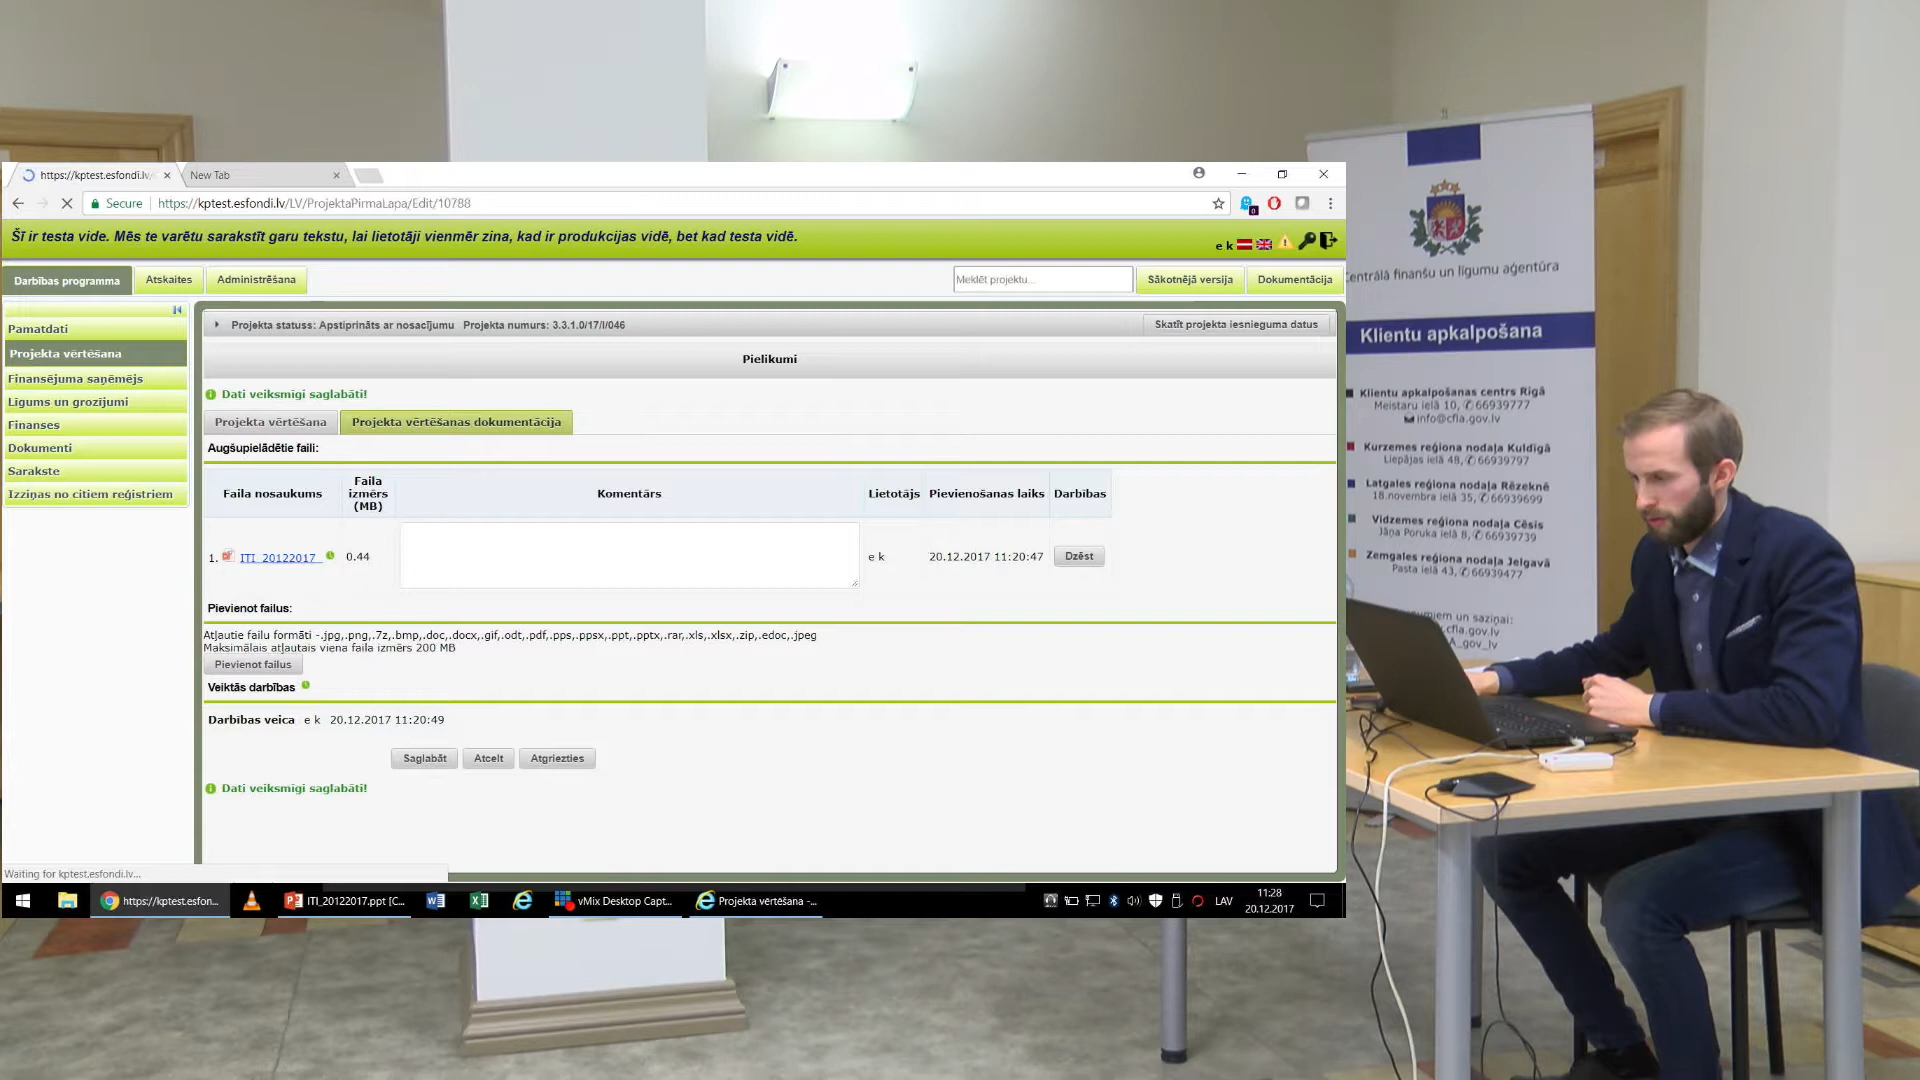 https://kptest.esfondi.lv/
New Tab
Secure
https://kptest.esfondi.lv/LV/ProjektaPirmaLapa/Edit/10788
Šī ir testa vide. Mēs te varētu sarakstīt garu tekstu, lai lietotāji vienmēr zina, kad ir produkcijas vidē, bet kad testa vidē.
e k
Darbības programma
Atskaites
Administrēšana
Meklēt projektu...
Sākotnējā versija
Dokumentācija
Pamatdati
Projekta vērtēšana
Finansējuma saņēmējs
Līgums un grozījumi
Finanses
Dokumenti
Sarakste
Izziņas no citiem reģistriem
Projekta statuss: Apstiprināts ar nosacījumu Projekta numurs: 3.3.1.0/17/I/046
Skatīt projekta iesnieguma datus
Pielikumi
Dati veiksmīgi saglabāti!
Projekta vērtēšana
Projekta vērtēšanas dokumentācija
Augšupielādētie faili:
Faila nosaukums
Faila izmērs (MB)
Komentārs
Lietotājs
Pievienošanas laiks
Darbības
1. ITI_20122017_
0.44
e k
20.12.2017 11:20:47
Dzēst
Pievienot failus:
Atļautie failu formāti -.jpg,.png,.7z,.bmp,.doc,.docx,.gif,.odt,.pdf,.pps,.ppsx,.ppt,.pptx,.rar,.xls,.xlsx,.zip,.edoc,.jpeg
Maksimālais atļautais viena faila izmērs 200 MB
Pievienot failus
Veiktās darbības
Darbības veica e k 20.12.2017 11:20:49
Saglabāt
Atcelt
Atgriezties
Dati veiksmīgi saglabāti!
Waiting for kptest.esfondi.lv...
https://kptest.esfon...
ITI_20122017.ppt [C...
vMix Desktop Capt...
Projekta vērtēšana -...
LAV
11:28
20.12.2017
Centrālā finanšu un līgumu aģentūra
Klientu apkalpošana
Klientu apkalpošanas centrs Rīgā
Meistaru ielā 10, ✆66939777
info@cfla.gov.lv
Kurzemes reģiona nodaļa Kuldīgā
Liepājas ielā 48, ✆66939797
Latgales reģiona nodaļa Rēzeknē
18.novembra ielā 35, ✆66939699
Vidzemes reģiona nodaļa Cēsīs
Jāņa Poruka ielā 8, ✆66939739
Zemgales reģiona nodaļa Jelgavā
Pasta ielā 43, ✆66939477
saziņai:
.cfla.gov.lv
A_gov_lv